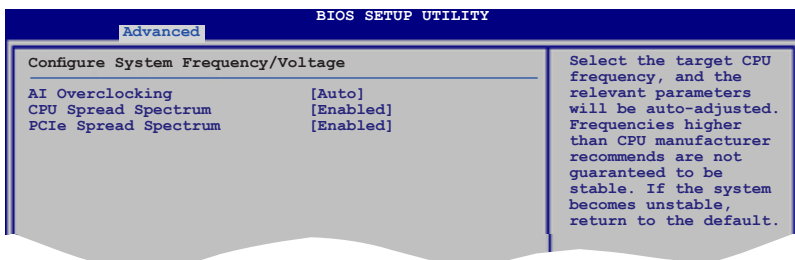 BIOS SETUP UTILITY
Advanced
Configure System Frequency/Voltage
AI Overclocking [Auto]
CPU Spread Spectrum [Enabled]
PCIe Spread Spectrum [Enabled]
Select the target CPU
frequency, and the
relevant parameters
will be auto-adjusted.
Frequencies higher
than CPU manufacturer
recommends are not
guaranteed to be
stable. If the system
becomes unstable,
return to the default.